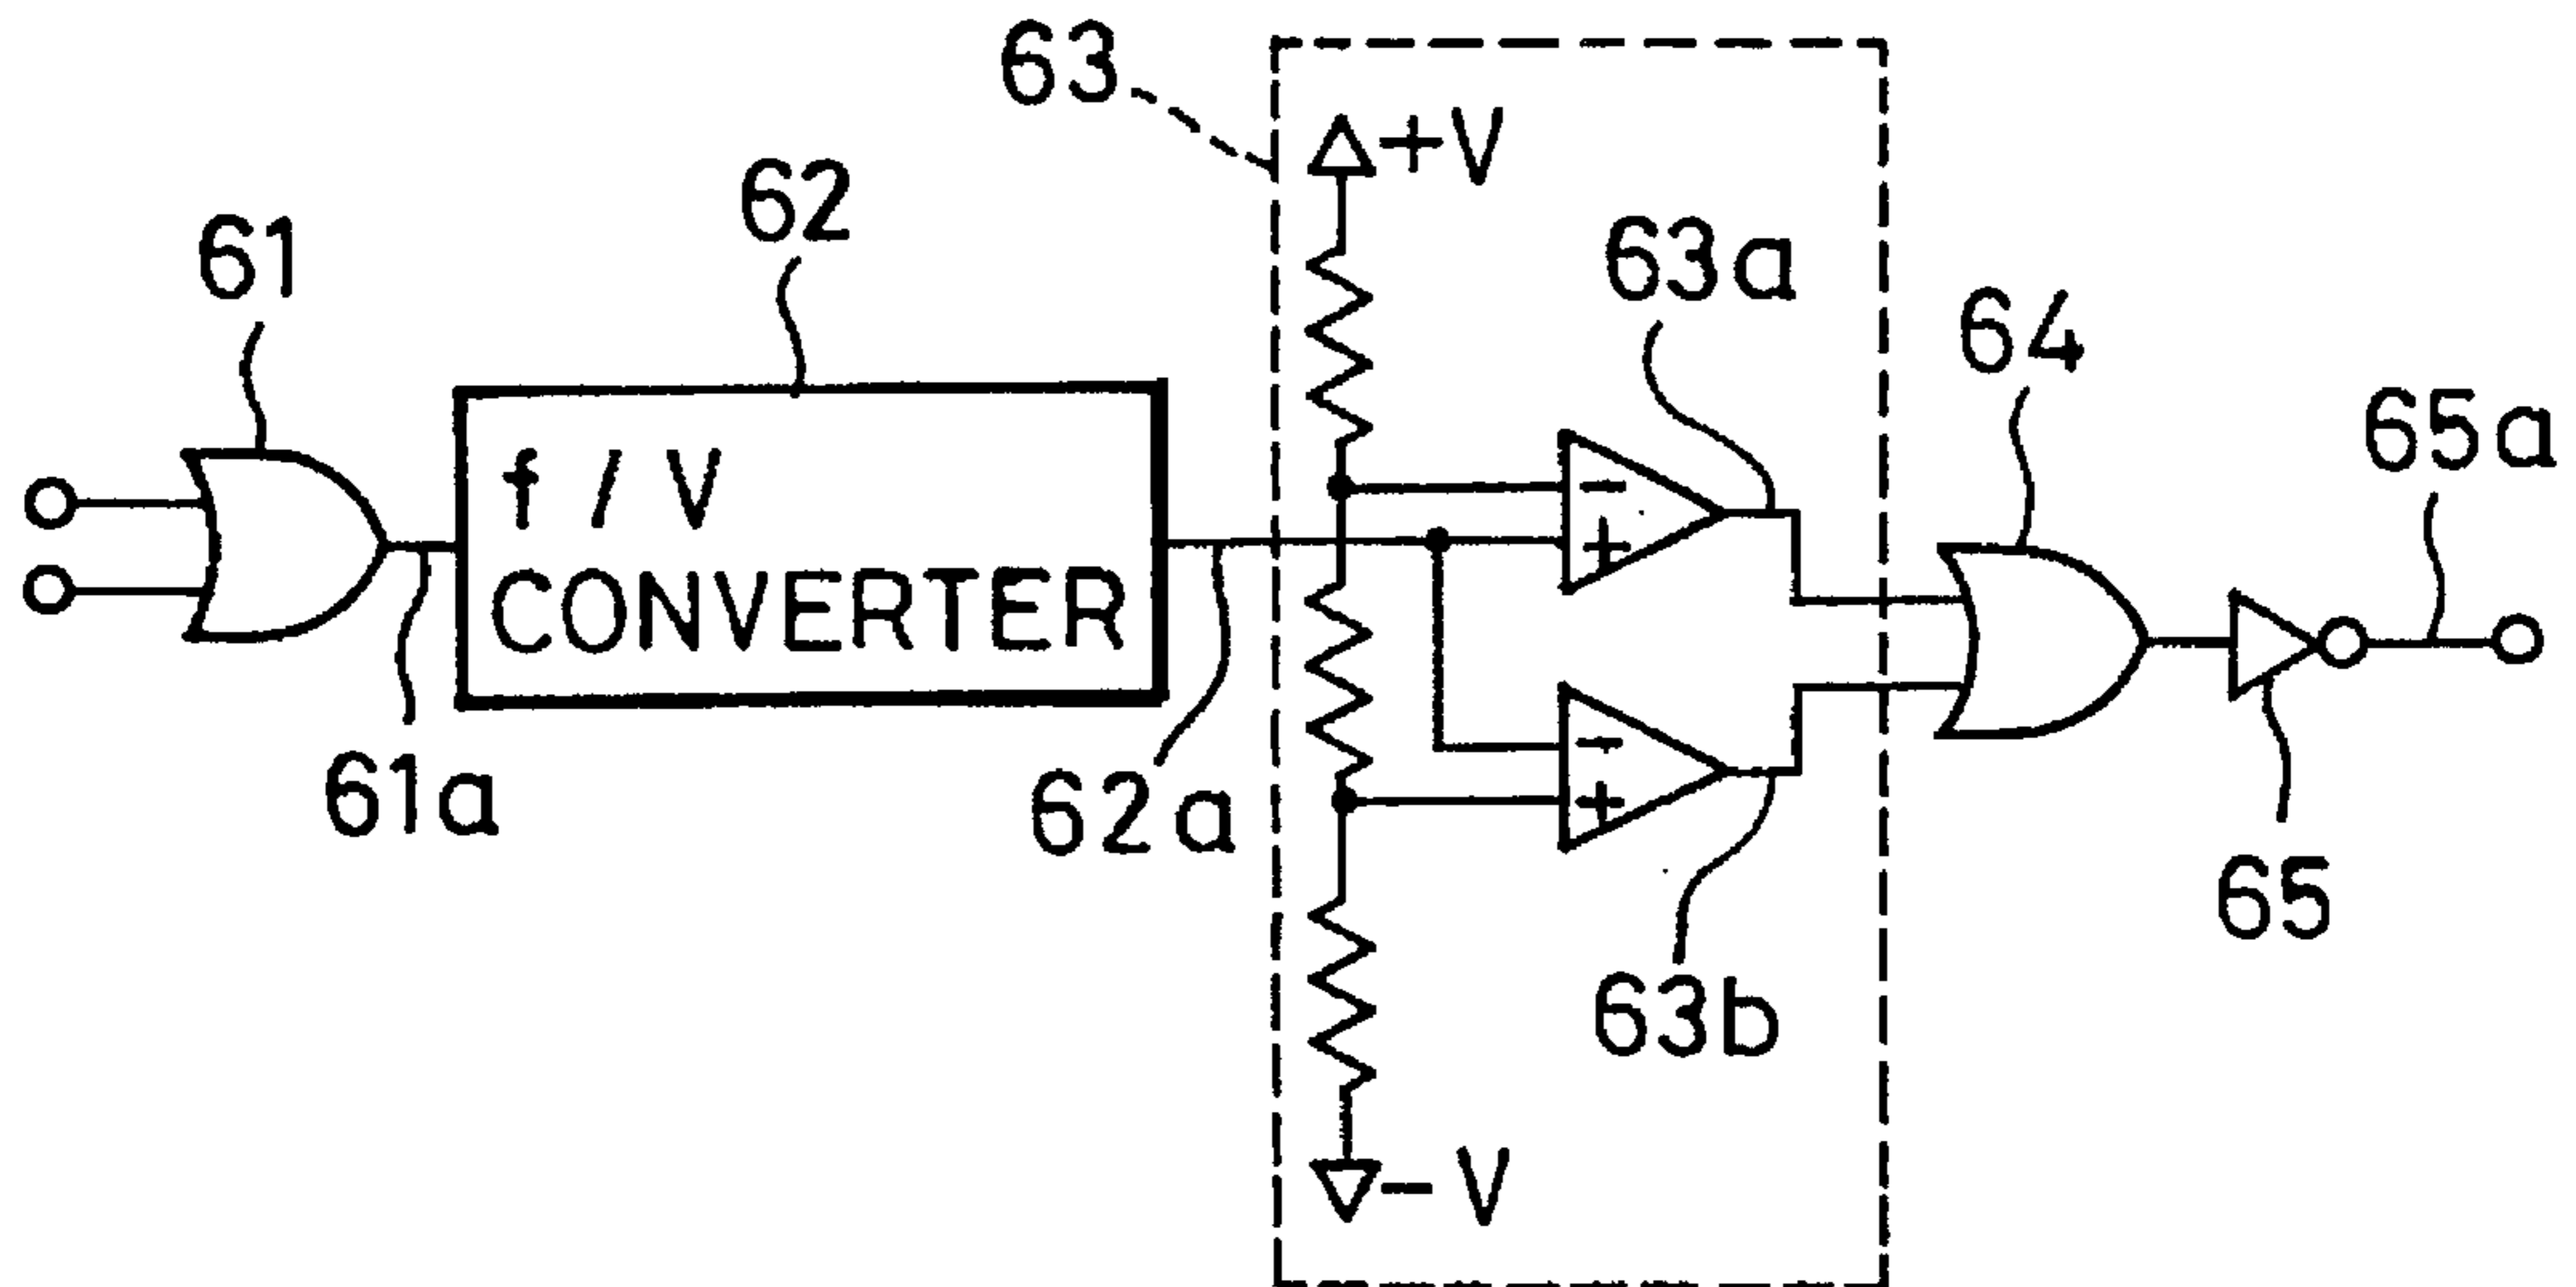 63
+V
62
61
63a
64
65a
f / V
CONVERTER
-
+
-
+
61a
62a
65
63b
- V